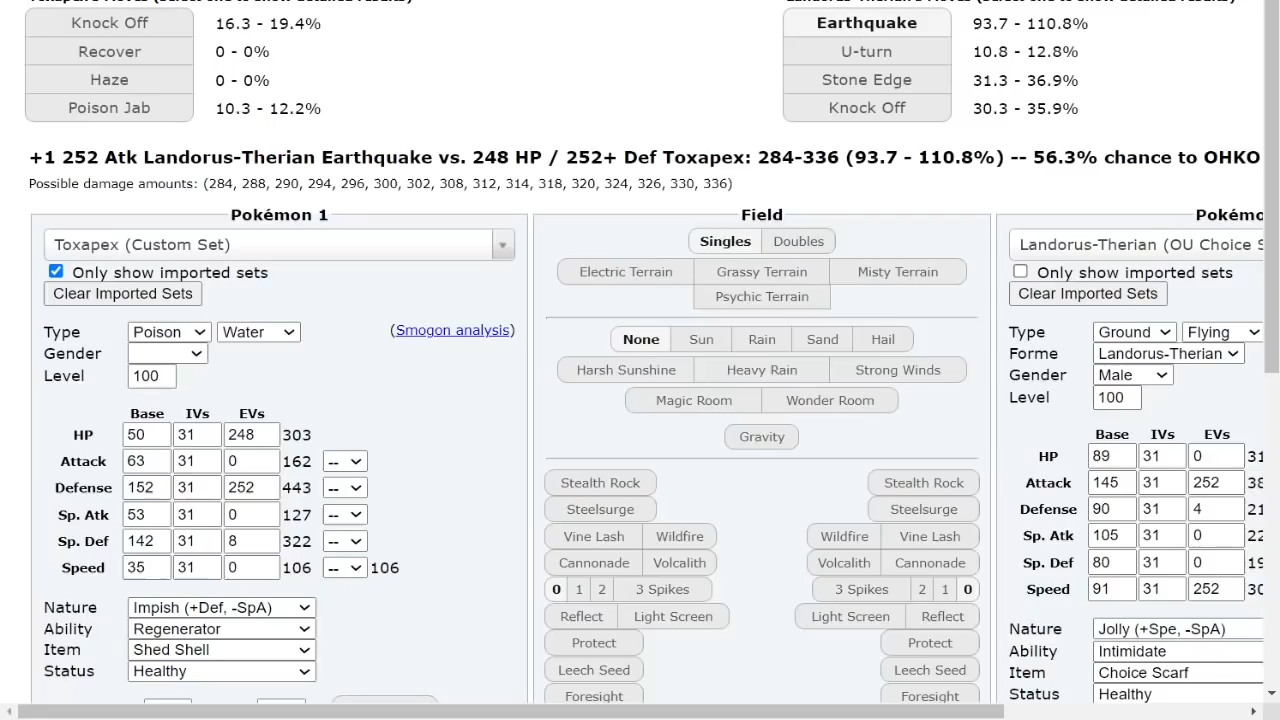 Knock Off 16.3 - 19.4% Earthquake 93.7 - 110.8%
Recover 0 - 0% U-turn 10.8 - 12.8%
Haze 0 - 0% Stone Edge 31.3 - 36.9%
Poison Jab 10.3 - 12.2% Knock Off 30.3 - 35.9%
+1 252 Atk Landorus-Therian Earthquake vs. 248 HP / 252+ Def Toxapex: 284-336 (93.7 - 110.8%) -- 56.3% chance to OHKO
Possible damage amounts: (284, 288, 290, 294, 296, 300, 302, 308, 312, 314, 318, 320, 324, 326, 330, 336)
Pokémon 1
Toxapex (Custom Set)
Only show imported sets
Clear Imported Sets
Type Poison Water (Smogon analysis)
Gender
Level 100
Base IVs EVs
HP 50 31 248 303
Attack 63 31 0 162 --
Defense 152 31 252 443 --
Sp. Atk 53 31 0 127 --
Sp. Def 142 31 8 322 --
Speed 35 31 0 106 -- 106
Nature Impish (+Def, -SpA)
Ability Regenerator
Item Shed Shell
Status Healthy
Field
Singles Doubles
Electric Terrain Grassy Terrain Misty Terrain
Psychic Terrain
None Sun Rain Sand Hail
Harsh Sunshine Heavy Rain Strong Winds
Magic Room Wonder Room
Gravity
Stealth Rock Stealth Rock
Steelsurge Steelsurge
Vine Lash Wildfire Wildfire Vine Lash
Cannonade Volcalith Volcalith Cannonade
0 1 2 3 Spikes 3 Spikes 2 1 0
Reflect Light Screen Light Screen Reflect
Protect Protect
Leech Seed Leech Seed
Foresight Foresight
Pokémo
Landorus-Therian (OU Choice S
Only show imported sets
Clear Imported Sets
Type Ground Flying
Forme Landorus-Therian
Gender Male
Level 100
Base IVs EVs
HP 89 31 0 31
Attack 145 31 252 38
Defense 90 31 4 21
Sp. Atk 105 31 0 22
Sp. Def 80 31 0 19
Speed 91 31 252 30
Nature Jolly (+Spe, -SpA)
Ability Intimidate
Item Choice Scarf
Status Healthy